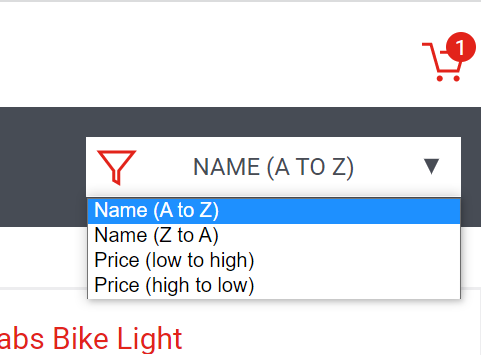 1
NAME (A TO Z)
Name (A to Z)
Name (Z to A)
Price (low to high)
Price (high to low)
abs Bike Light